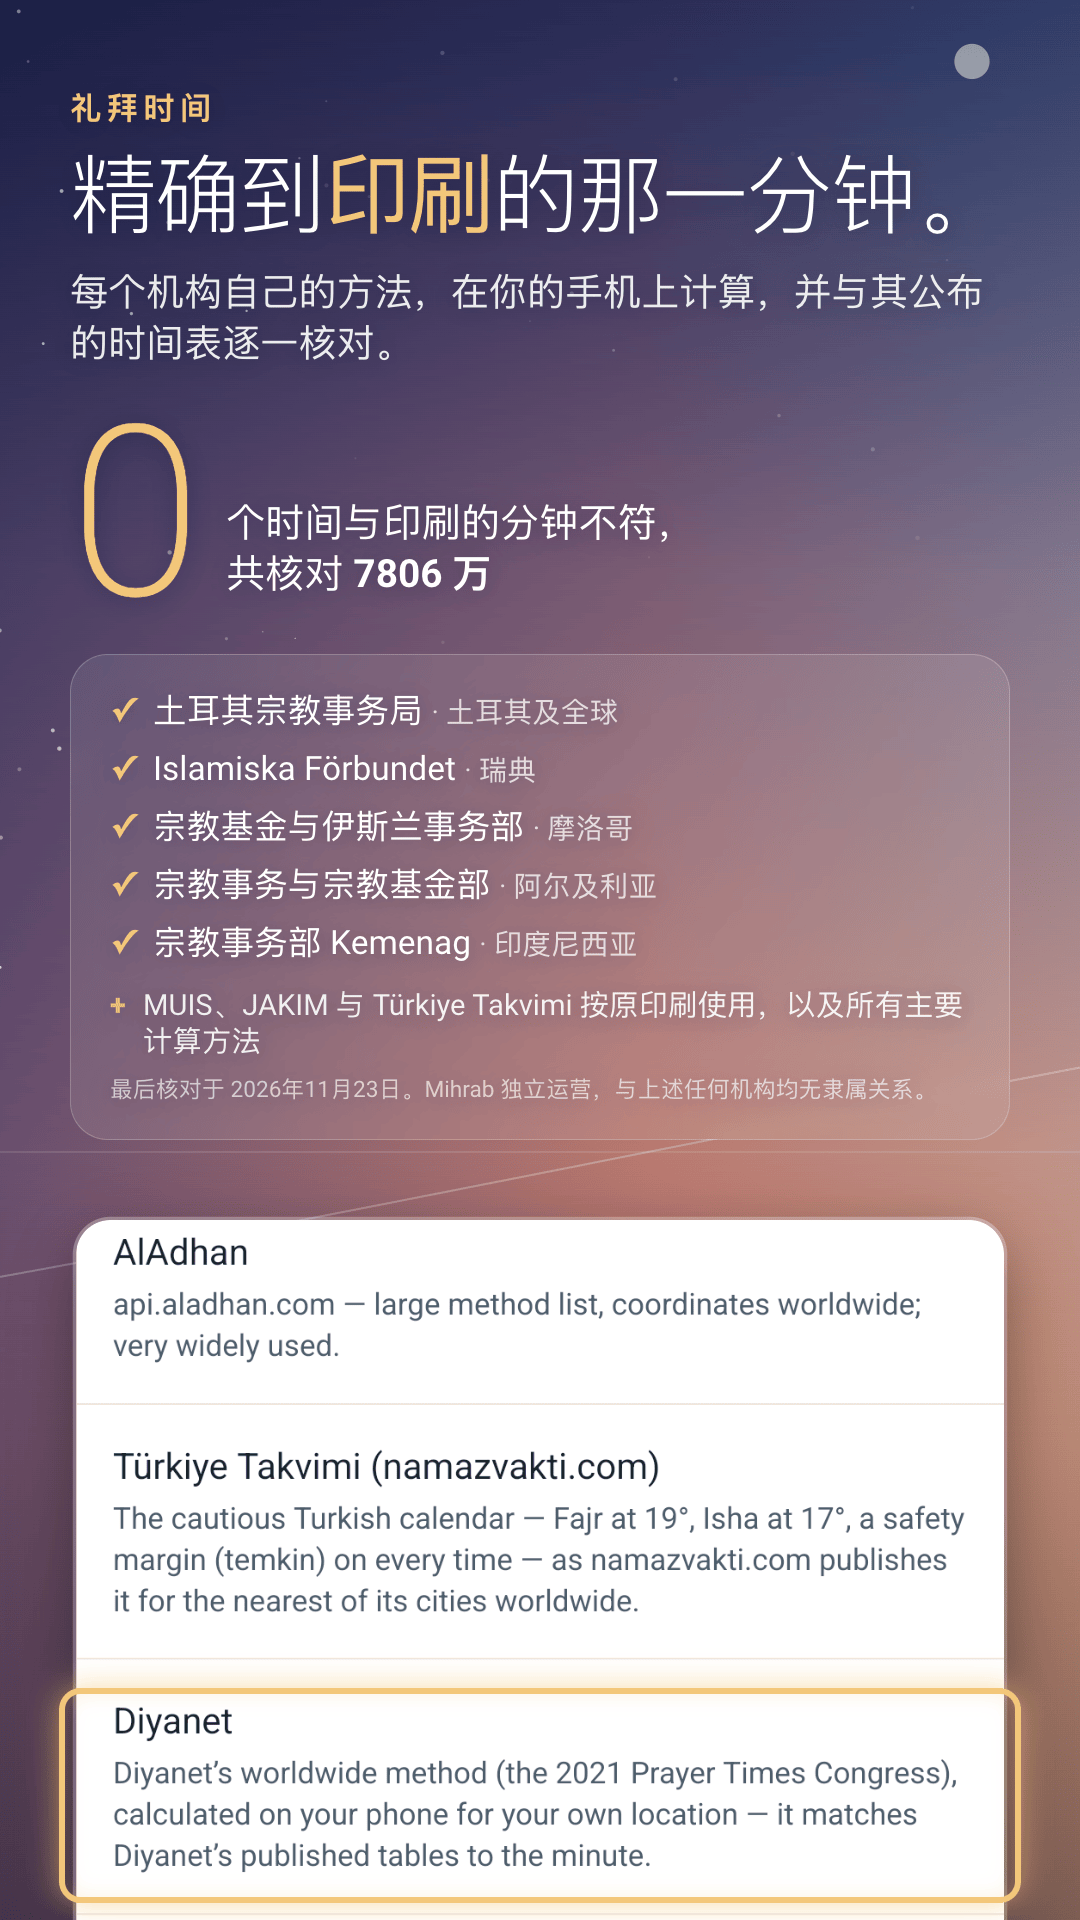 礼拜时间
精确到印刷的那一分钟。
每个机构自己的方法，在你的手机上计算，并与其公布
的时间表逐一核对。
0
个时间与印刷的分钟不符，
共核对 7806 万
✓ 土耳其宗教事务局 · 土耳其及全球
✓ Islamiska Förbundet · 瑞典
✓ 宗教基金与伊斯兰事务部 · 摩洛哥
✓ 宗教事务与宗教基金部 · 阿尔及利亚
✓ 宗教事务部 Kemenag · 印度尼西亚
+ MUIS、JAKIM 与 Türkiye Takvimi 按原印刷使用，以及所有主要
计算方法
最后核对于 2026年11月23日。Mihrab 独立运营，与上述任何机构均无隶属关系。
AlAdhan
api.aladhan.com — large method list, coordinates worldwide;
very widely used.
Türkiye Takvimi (namazvakti.com)
The cautious Turkish calendar — Fajr at 19°, Isha at 17°, a safety
margin (temkin) on every time — as namazvakti.com publishes
it for the nearest of its cities worldwide.
Diyanet
Diyanet’s worldwide method (the 2021 Prayer Times Congress),
calculated on your phone for your own location — it matches
Diyanet’s published tables to the minute.